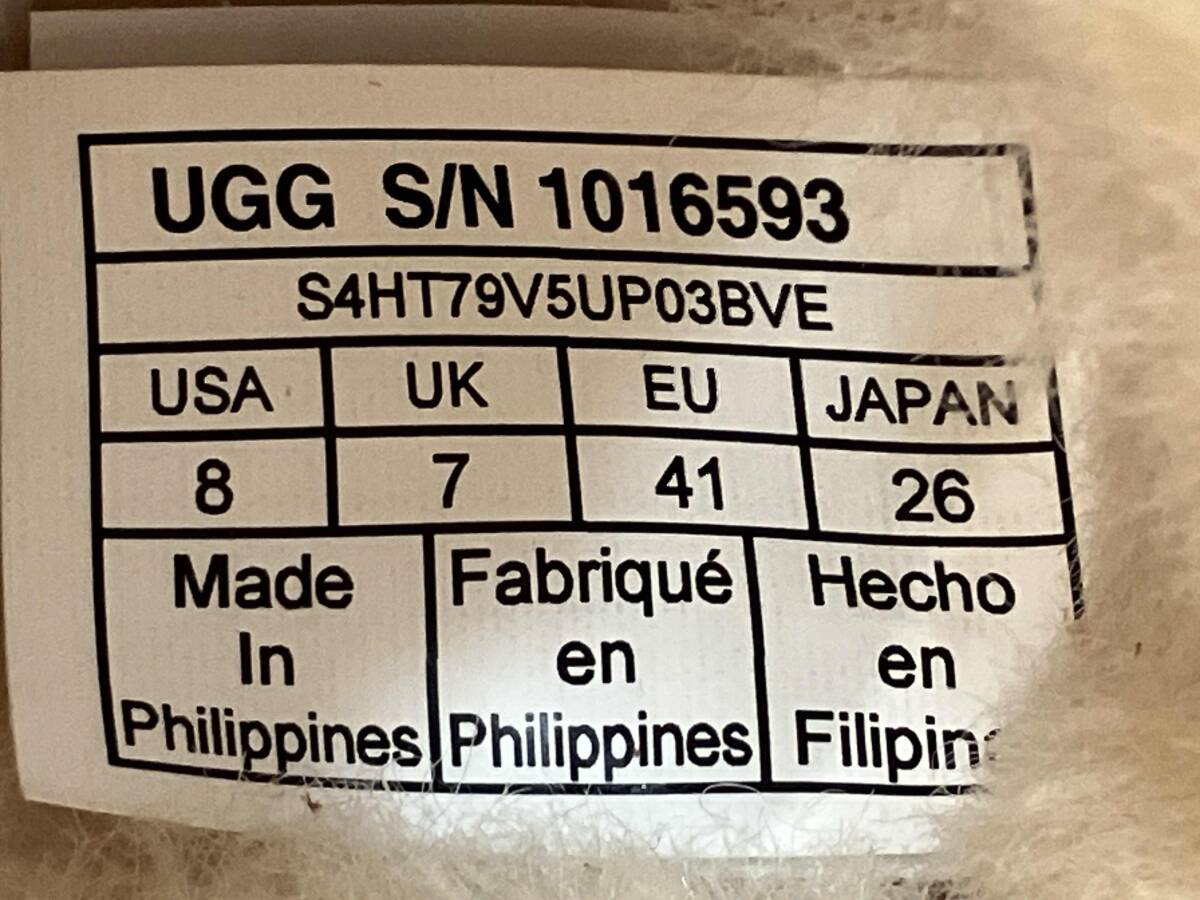 UGG S/N 1016593
S4HT79V5UP03BVE
USA UK EU JAPAN
8 7 41 26
Made
In
Philippines
Fabriqué
en
Philippines
Hecho
en